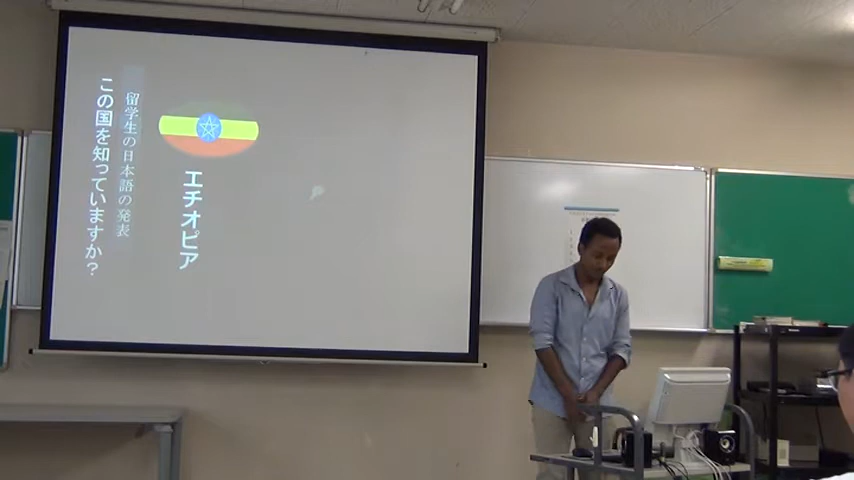 この国を知っていますか?
留学生の日本語の発表
エチオピア